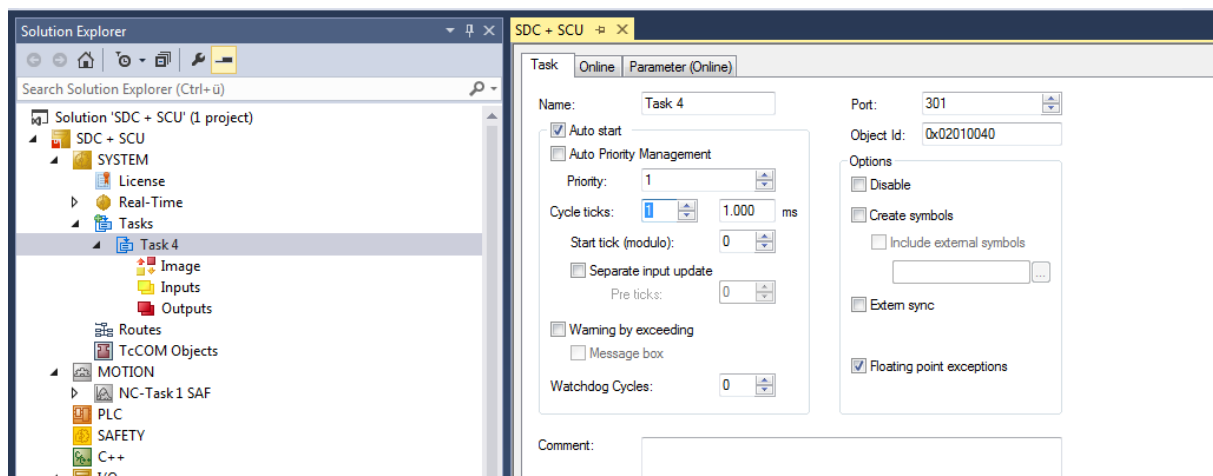 Solution Explorer
Search Solution Explorer (Ctrl+ü)
Solution 'SDC + SCU' (1 project)
SDC + SCU
SYSTEM
License
Real-Time
Tasks
Task 4
Image
Inputs
Outputs
Routes
TcCOM Objects
MOTION
NC-Task 1 SAF
PLC
SAFETY
C++
SDC + SCU
Task Online Parameter (Online)
Name: Task 4
Auto start
Auto Priority Management
Priority: 1
Cycle ticks: 1 1.000 ms
Start tick (modulo): 0
Separate input update
Pre ticks: 0
Warning by exceeding
Message box
Watchdog Cycles: 0
Port: 301
Object Id: 0x02010040
Options
Disable
Create symbols
Include external symbols
...
Extern sync
Floating point exceptions
Comment: